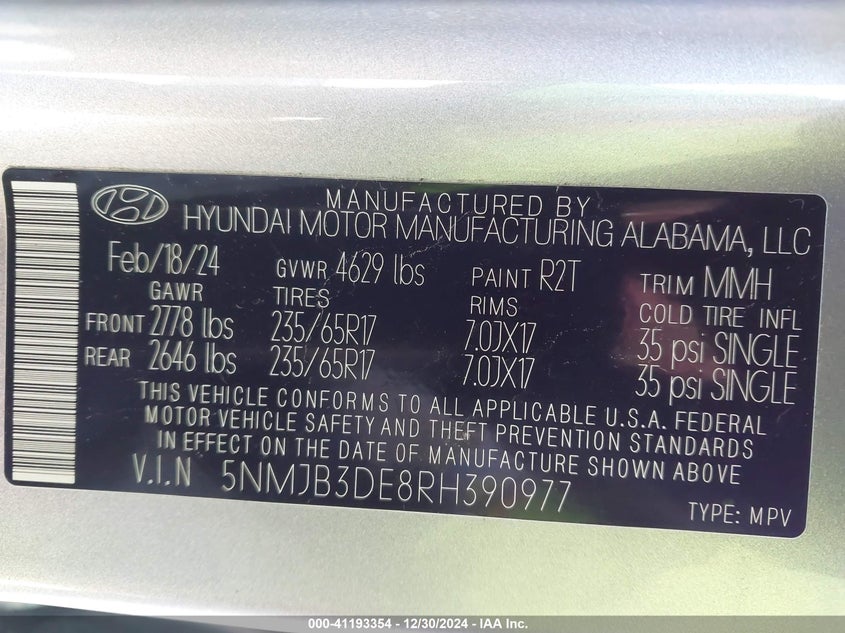 MANUFACTURED BY
HYUNDAI MOTOR MANUFACTURING ALABAMA, LLC
Feb/18/24 GVWR 4629 lbs PAINT R2T TRIM MMH
GAWR TIRES RIMS COLD TIRE INFL
FRONT 2778 lbs 235/65R17 7.0JX17 35 psi SINGLE
REAR 2646 lbs 235/65R17 7.0JX17 35 psi SINGLE
THIS VEHICLE CONFORMS TO ALL APPLICABLE U.S.A. FEDERAL
MOTOR VEHICLE SAFETY AND THEFT PREVENTION STANDARDS
IN EFFECT ON THE DATE OF MANUFACTURE SHOWN ABOVE
V.I.N 5NMJB3DE8RH390977
TYPE: MPV
000-41193354 - 12/30/2024 - IAA Inc.